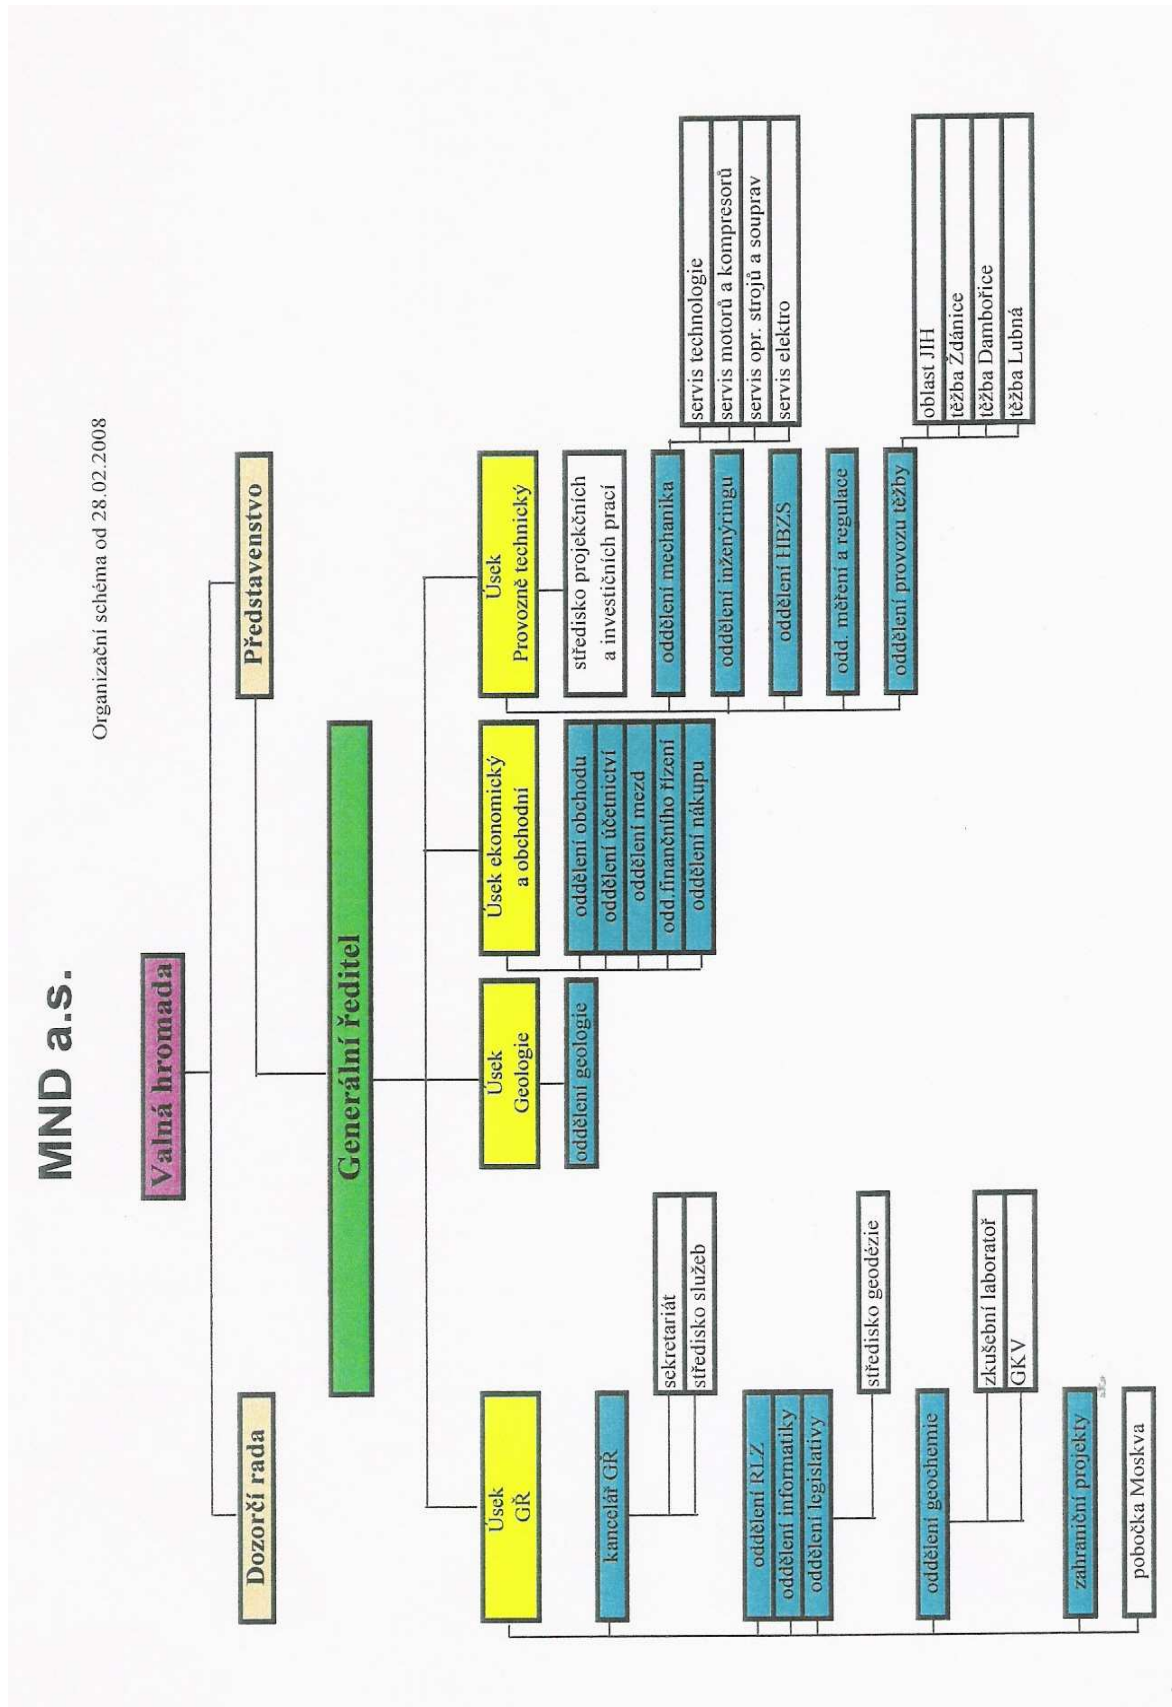 MND a.s.
Organizační schéma od 28.02.2008
Valná hromada
Dozorčí rada
Představenstvo
Generální ředitel
Úsek
GŘ
kancelář GŘ
sekretariát
středisko služeb
oddělení RLZ
oddělení informatiky
oddělení legislativy
středisko geodézie
oddělení geochemie
zkušební laboratoř
GKV
zahraniční projekty
pobočka Moskva
Úsek
Geologie
oddělení geologie
Úsek ekonomický
a obchodní
oddělení obchodu
oddělení účetnictví
oddělení mezd
odd.finančního řízení
oddělení nákupu
Úsek
Provozně technický
středisko projekčních
a investičních prací
oddělení mechanika
servis technologie
servis motorů a kompresorů
servis opr. strojů a souprav
servis elektro
oddělení inženýringu
oddělení HBZS
odd. měření a regulace
oddělení provozu těžby
oblast JIH
těžba Ždánice
těžba Dambořice
těžba Lubná